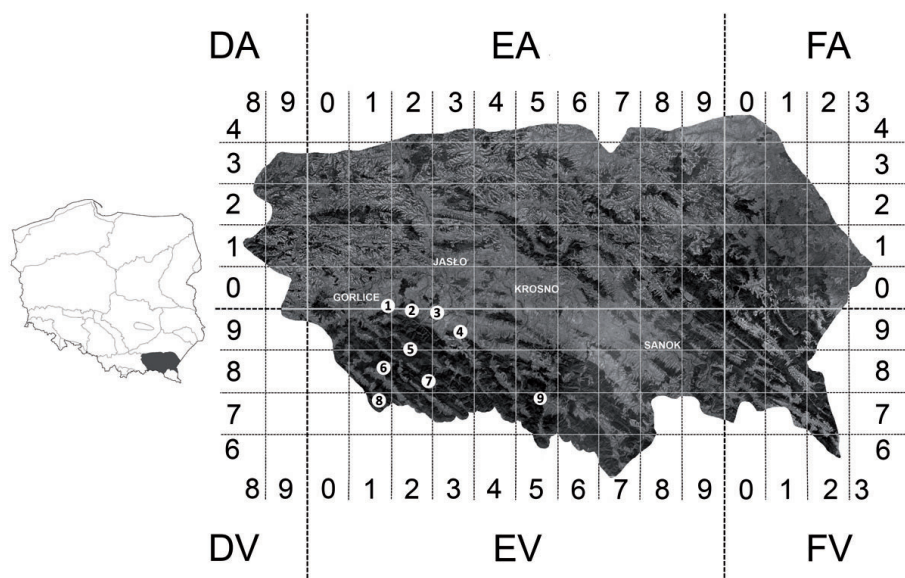 DA EA FA
8 9 0 1 2 3 4 5 6 7 8 9 0 1 2 3
4 4
3 3
2 2
1 JASŁO 1
0 GORLICE KROSNO 0
1 2 3
9 4 SANOK 9
5
8 6 7 8
7 8 9 7
6 6
8 9 0 1 2 3 4 5 6 7 8 9 0 1 2 3
DV EV FV